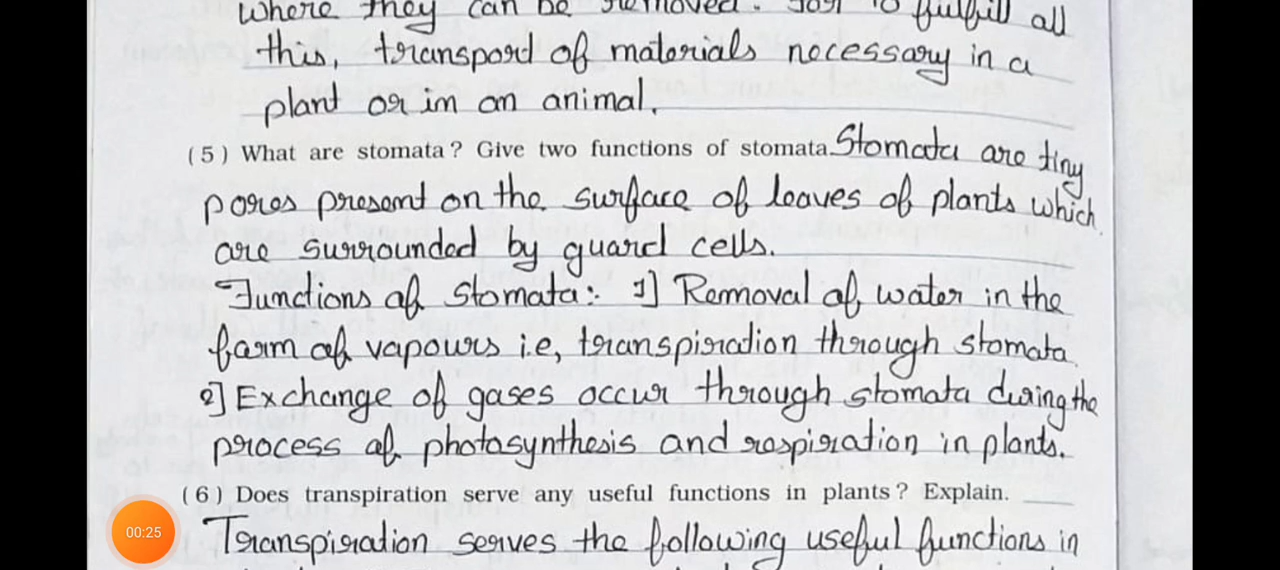 where they can be removed. to fulfill all
this, transport of materials necessary in a
plant or in an animal.
(5) What are stomata? Give two functions of stomata. Stomata are tiny
pores present on the surface of leaves of plants which
are surrounded by guard cells.
Functions of stomata:- 1] Removal of water in the
form of vapours i.e, transpiration through stomata
2] Exchange of gases occur through stomata during the
process of photosynthesis and respiration in plants.
(6) Does transpiration serve any useful functions in plants? Explain.
00:25
Transpiration serves the following useful functions in